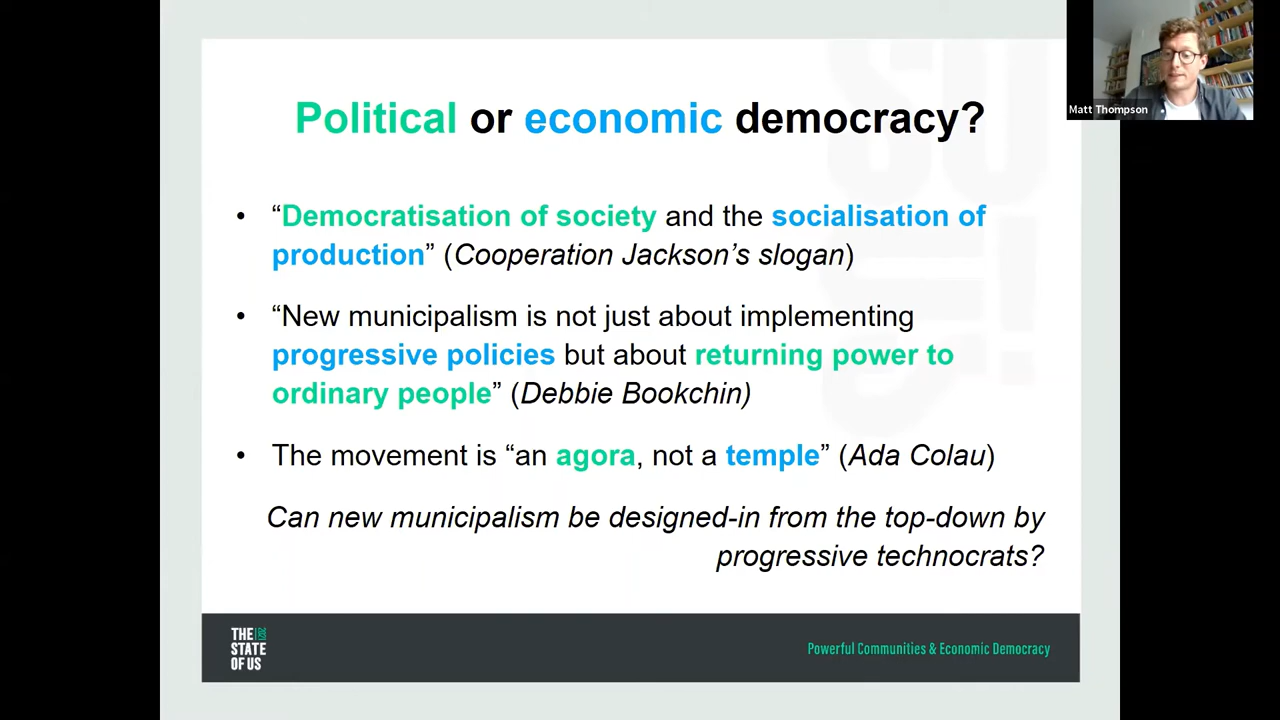 Matt Thompson
Political or economic democracy?
• “Democratisation of society and the socialisation of
production” (Cooperation Jackson’s slogan)
• “New municipalism is not just about implementing
progressive policies but about returning power to
ordinary people” (Debbie Bookchin)
• The movement is “an agora, not a temple” (Ada Colau)
Can new municipalism be designed-in from the top-down by
progressive technocrats?
THE
STATE
OF US
Powerful Communities & Economic Democracy